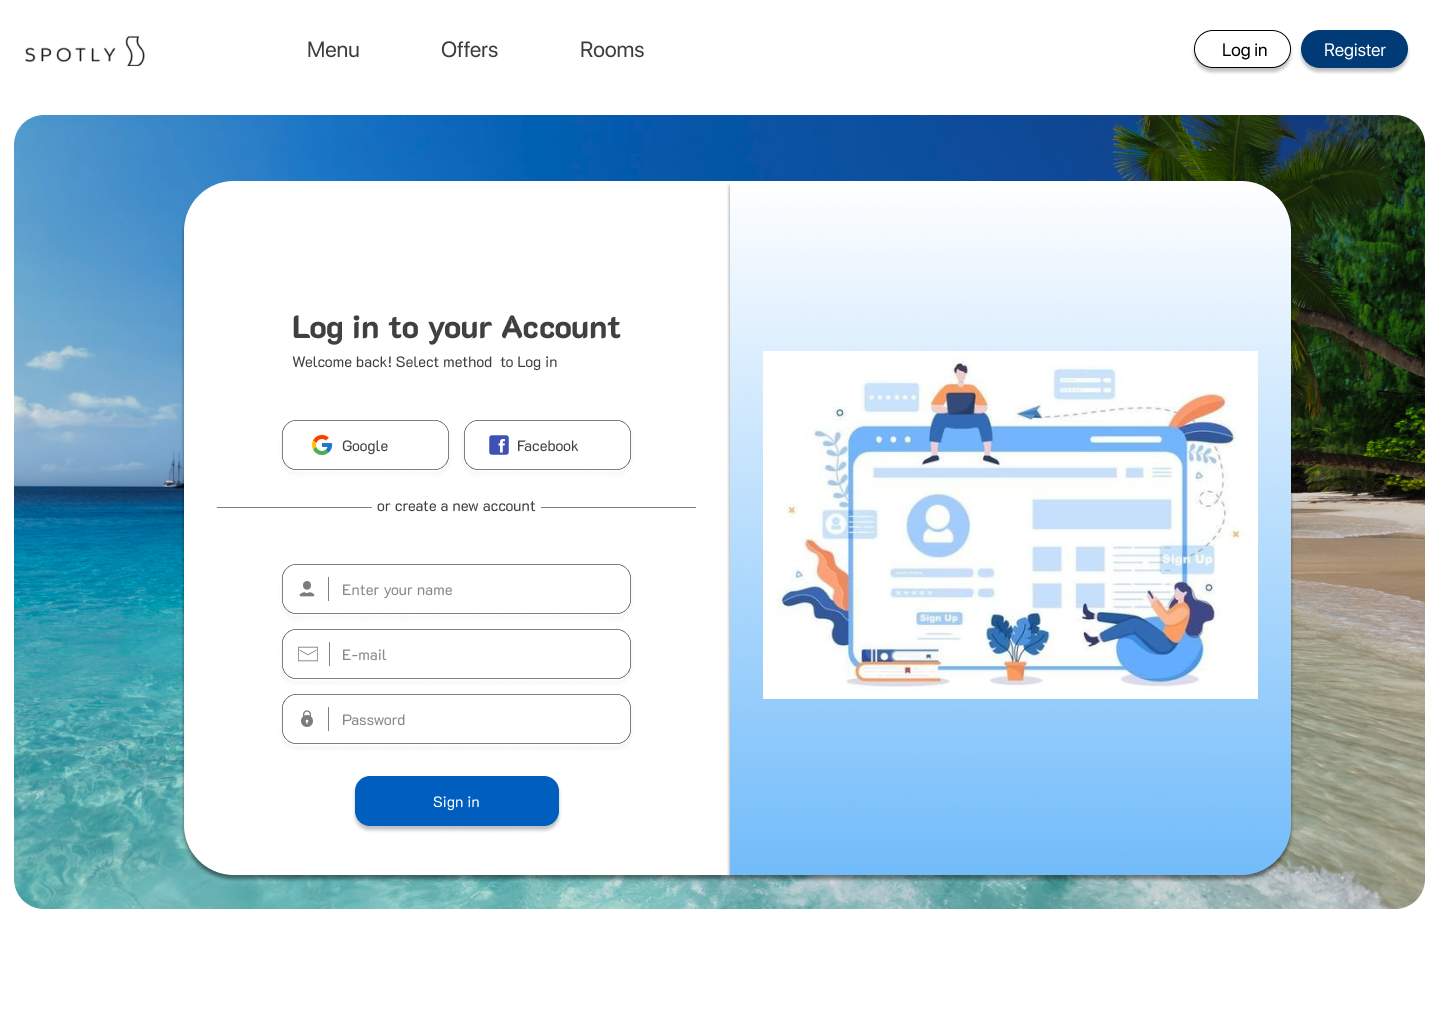 SPOTLY
Menu Offers Rooms
Log in Register
Log in to your Account
Welcome back! Select method to Log in
Google Facebook
or create a new account
Enter your name
E-mail
Password
Sign in
Sign Up
Sign Up